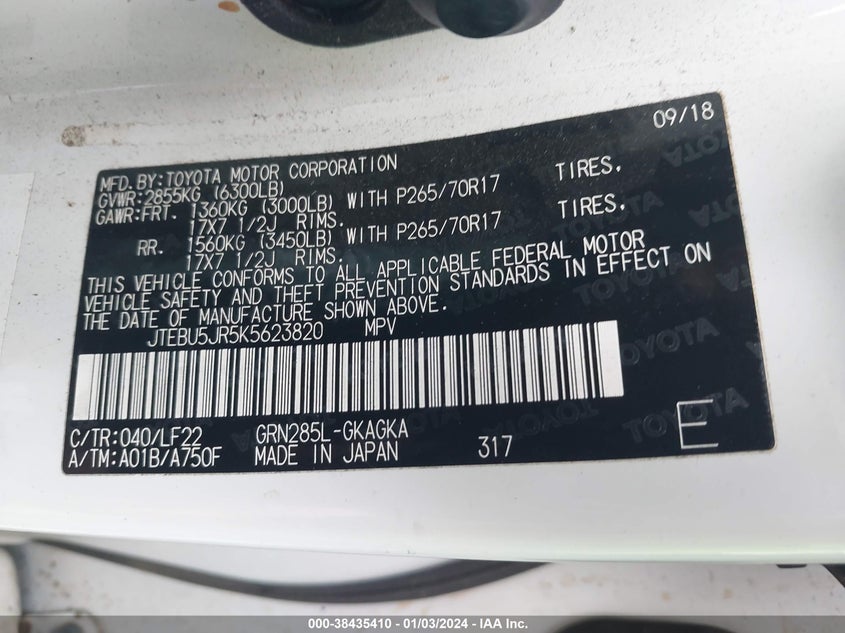 09/18
MFD.BY:TOYOTA MOTOR CORPORATION
GVWR:2855KG (6300LB)
GAWR:FRT. 1360KG (3000LB) WITH P265/70R17 TIRES,
17X7 1/2J RIMS.
RR. 1560KG (3450LB) WITH P265/70R17 TIRES,
17X7 1/2J RIMS.
THIS VEHICLE CONFORMS TO ALL APPLICABLE FEDERAL MOTOR
VEHICLE SAFETY AND THEFT PREVENTION STANDARDS IN EFFECT ON
THE DATE OF MANUFACTURE SHOWN ABOVE.
JTEBU5JR5K5623820 MPV
C/TR:040/LF22 GRN285L-GKAGKA
A/TM:A01B/A750F MADE IN JAPAN 317 E
000-38435410 - 01/03/2024 - © IAA Inc.